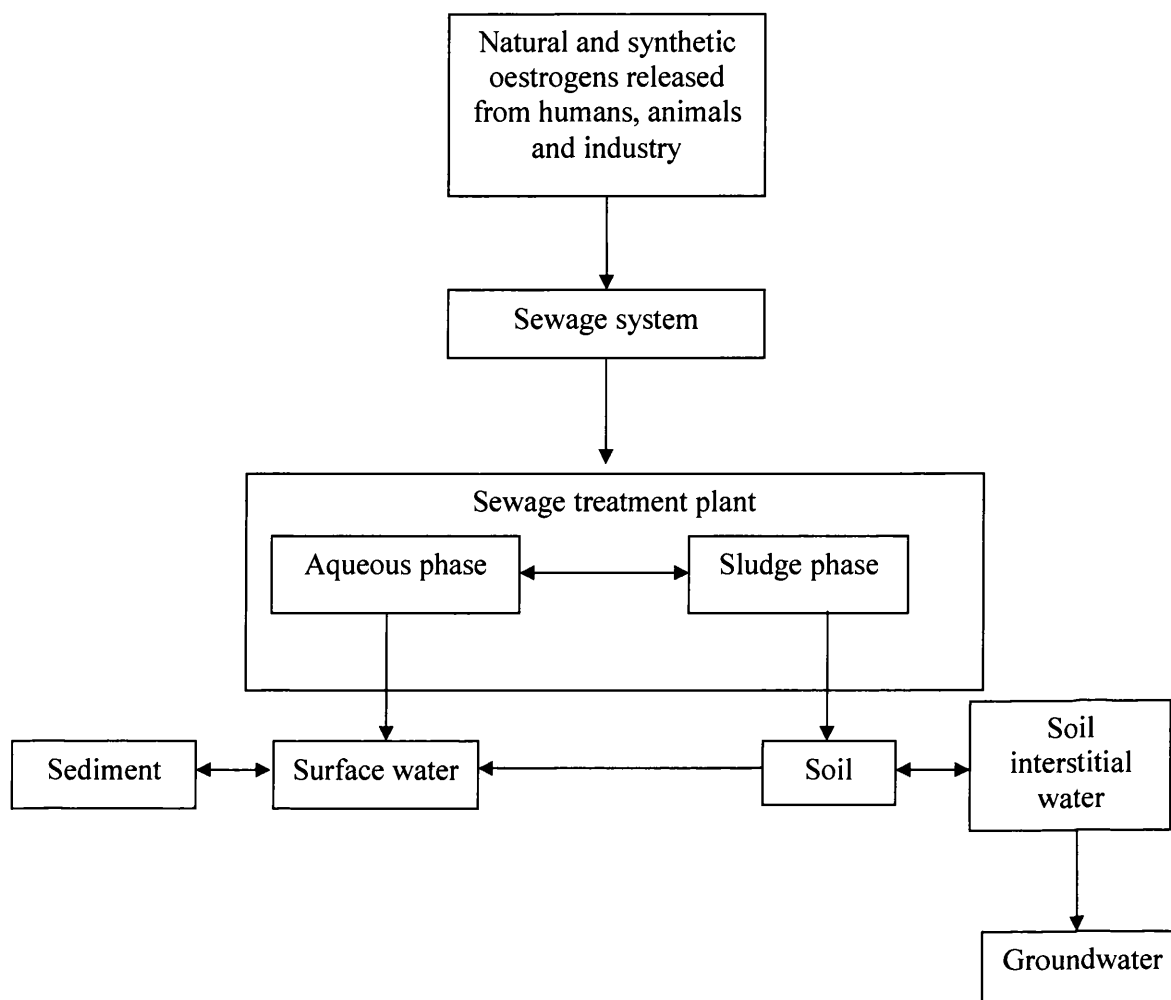 Natural and synthetic
oestrogens released
from humans, animals
and industry
Sewage system
Sewage treatment plant
Aqueous phase
Sludge phase
Sediment
Surface water
Soil
Soil
interstitial
water
Groundwater